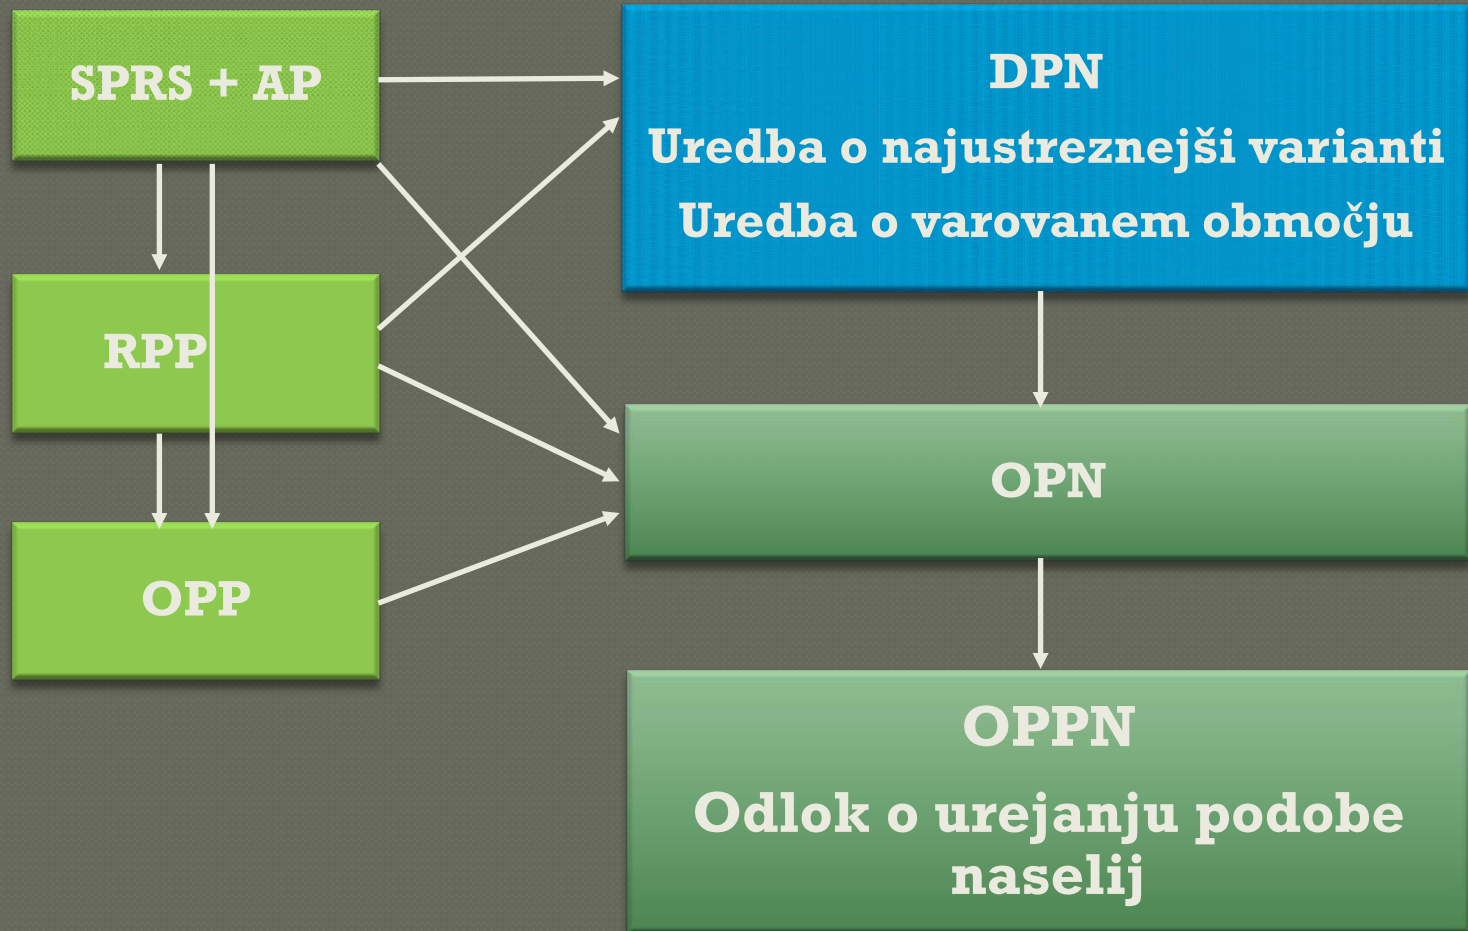 SPRS + AP
RPP
OPP
DPN
Uredba o najustreznejši varianti
Uredba o varovanem območju
OPN
OPPN
Odlok o urejanju podobe
naselij